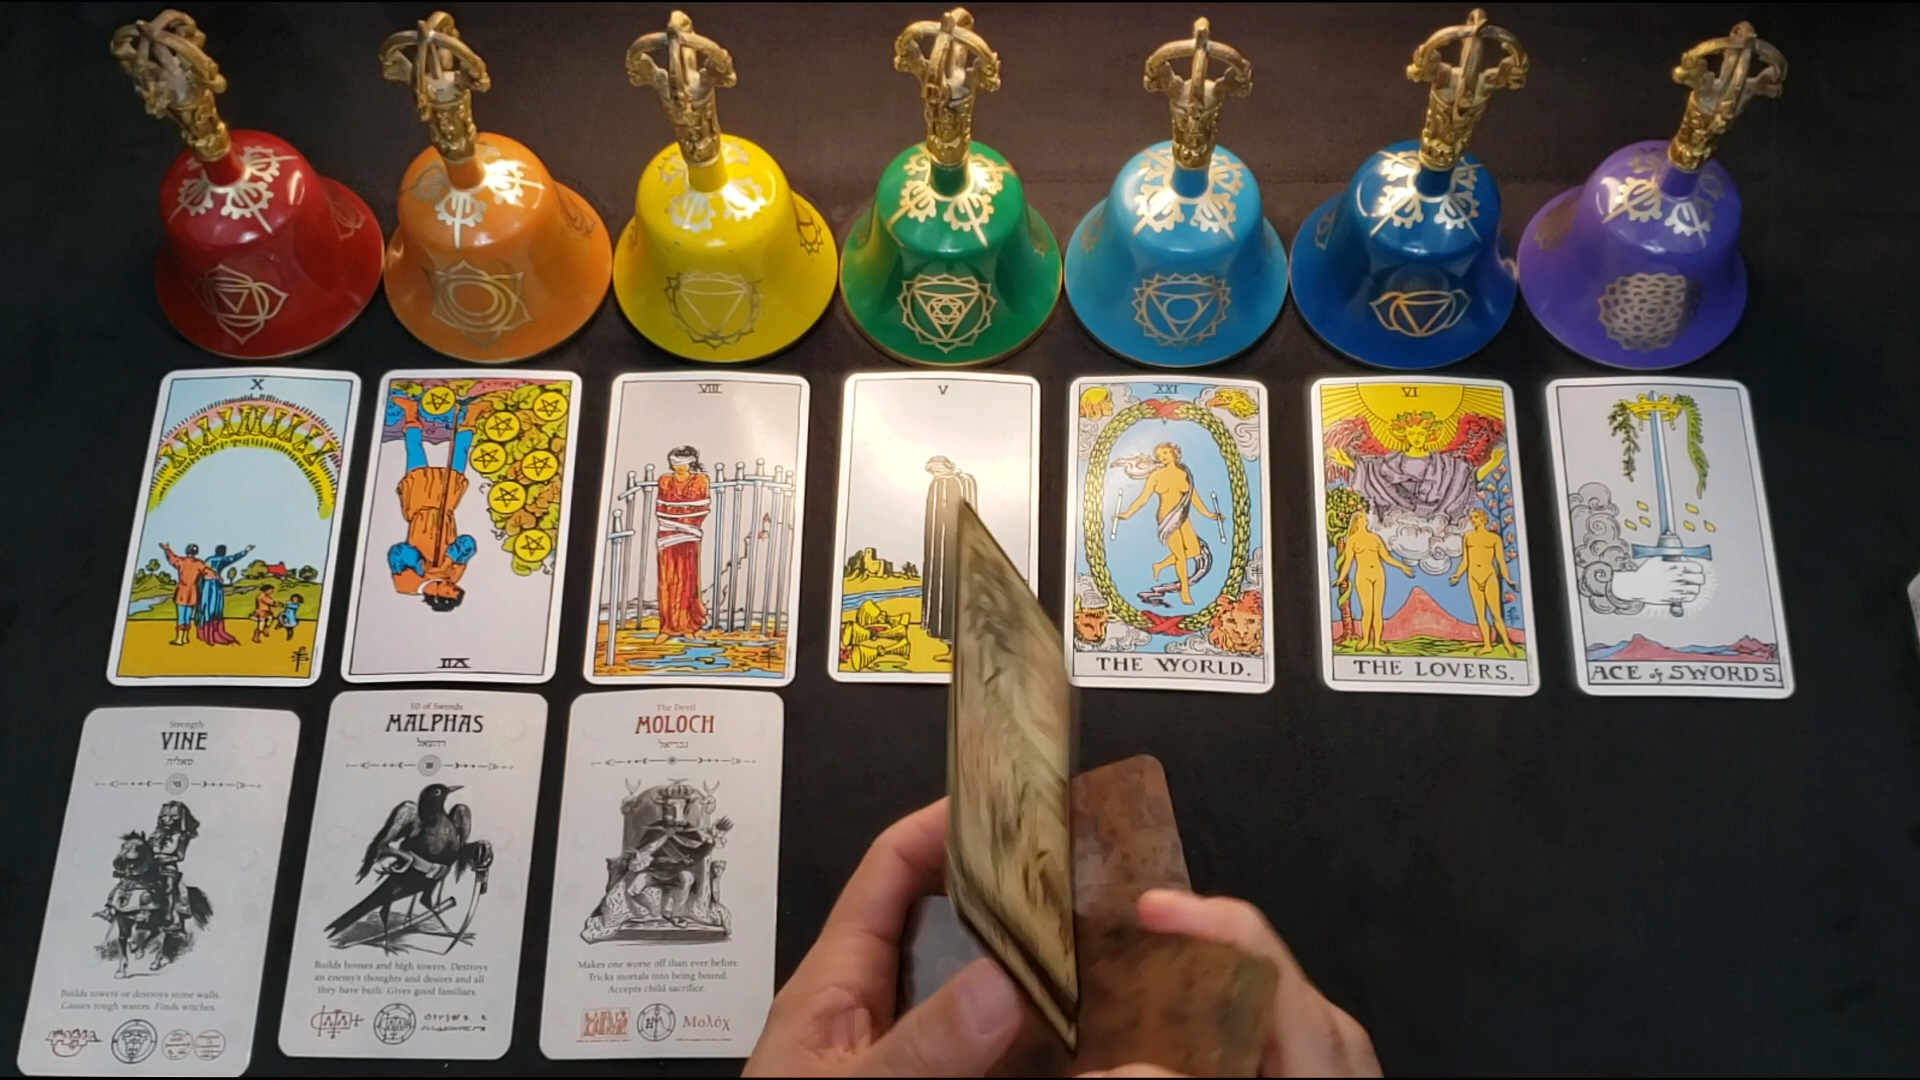 X
VII
VIII
V
XXI
THE WORLD.
VI
THE LOVERS.
ACE of SWORDS.
Strength
VINE
סאליה
Builds towers or destroys stone walls.
Causes rough waters. Finds witches.
10 of Swords
MALPHAS
Builds houses and high towers. Destroys
an enemy's thoughts and desires and all
they have built. Gives good familiars.
The Devil
MOLOCH
גבריאל
Makes one worse off than ever before.
Tricks mortals into being bound.
Accepts child sacrifice.
Μολόχ